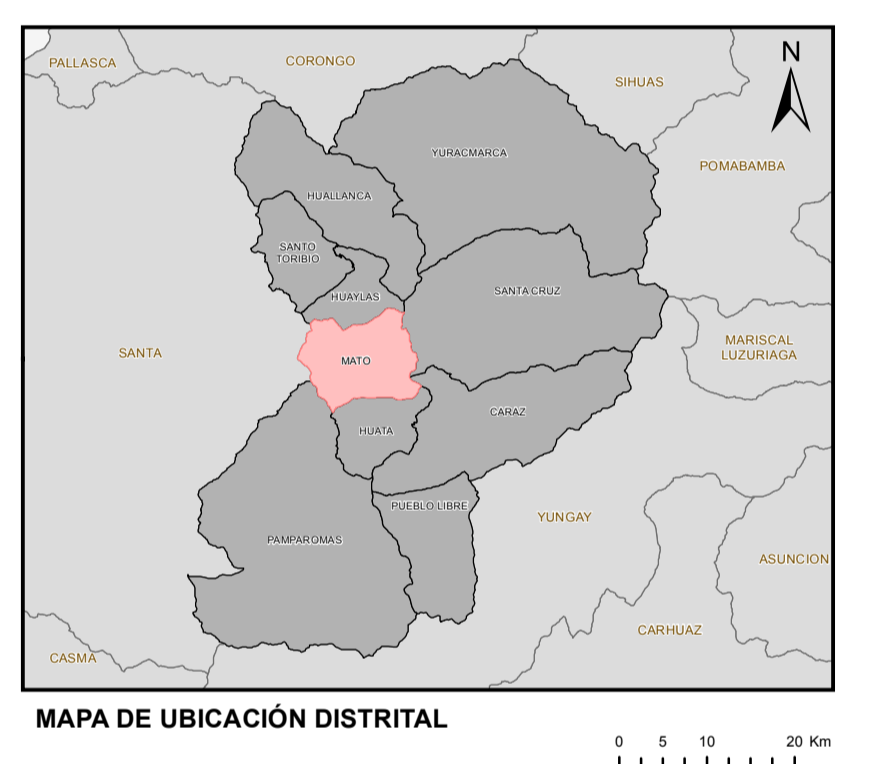 CORONGO
PALLASCA
N
SIHUAS
YURACMARCA
POMABAMBA
HUALLANCA
SANTO
TORIBIO
SANTA CRUZ
HUAYLAS
MARISCAL
LUZURIAGA
SANTA
MATO
CARAZ
HUATA
PUEBLO LIBRE
YUNGAY
PAMPAROMAS
ASUNCION
CARHUAZ
CASMA
MAPA DE UBICACIÓN DISTRITAL
0 5 10 20 Km